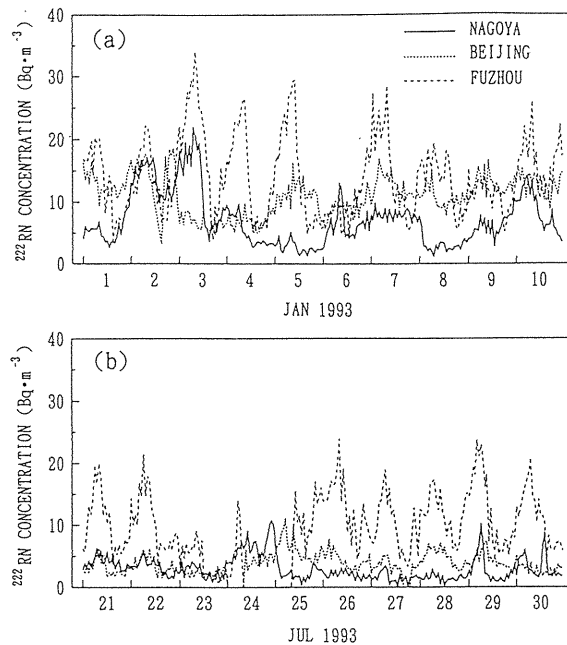 (a)
NAGOYA
BEIJING
FUZHOU
²²²RN CONCENTRATION (Bq•m⁻³)
40
30
20
10
0
1 2 3 4 5 6 7 8 9 10
JAN 1993
(b)
²²²RN CONCENTRATION (Bq•m⁻³)
40
30
20
10
0
21 22 23 24 25 26 27 28 29 30
JUL 1993